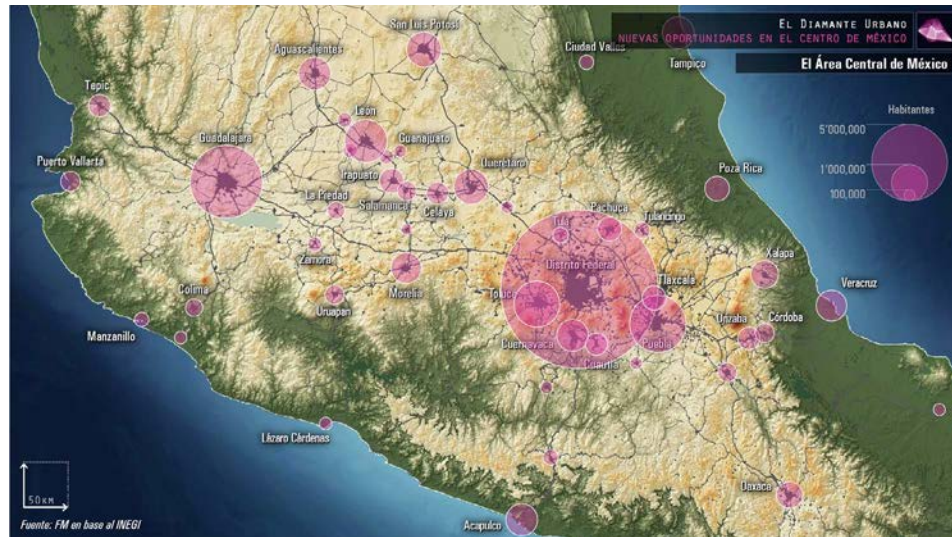 EL DIAMANTE URBANO
NUEVAS OPORTUNIDADES EN EL CENTRO DE MÉXICO
El Área Central de México
Habitantes
5'000,000
1'000,000
100,000
San Luis Potosí
Aguascalientes
Ciudad Valles
Tampico
Tepic
León
Guadalajara
Guanajuato
Puerto Vallarta
Irapuato
Querétaro
Poza Rica
La Piedad
Salamanca
Celaya
Tula
Pachuca
Tulancingo
Zamora
Distrito Federal
Xalapa
Morelia
Toluca
Tlaxcala
Colima
Uruapan
Veracruz
Manzanillo
Orizaba
Córdoba
Cuernavaca
Puebla
Cuautla
Lázaro Cárdenas
Oaxaca
50 KM
Acapulco
Fuente: FM en base al INEGI